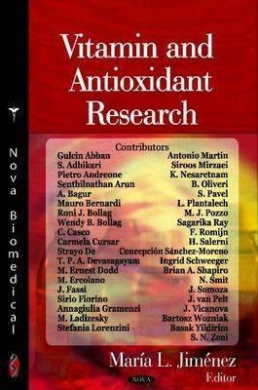 Vitamin and
Antioxidant
Research
Nova Biomedical
Contributors
Gulcin Abban
S. Adhikari
Pietro Andreone
Senthilnathan Arun
A. Bagur
Mauro Bernardi
Roni J. Bollag
Wendy B. Bollag
C. Casco
Carmela Cursar
Strayo De
T. P. A. Devasagayam
M. Ernest Dodd
M. Ercolano
J. Fassi
Sirio Fiorino
Annagiulia Gramenzi
M. Ladizesky
Stefania Lorenzini
Antonio Martin
Siroos Mirzaei
K. Nesaretnam
B. Oliveri
S. Pavel
L. Plantalech
M. J. Pozzo
Sagarika Ray
F. Romijn
H. Salerni
Concepción Sánchez-Moreno
Ingrid Schweeger
Brian A. Shapiro
N. Smit
J. Somoza
J. van Pelt
J. Vicanova
Bartosz Wozniak
Basak Yildirim
S. N. Zeni
María L. Jiménez
Editor
NOVA